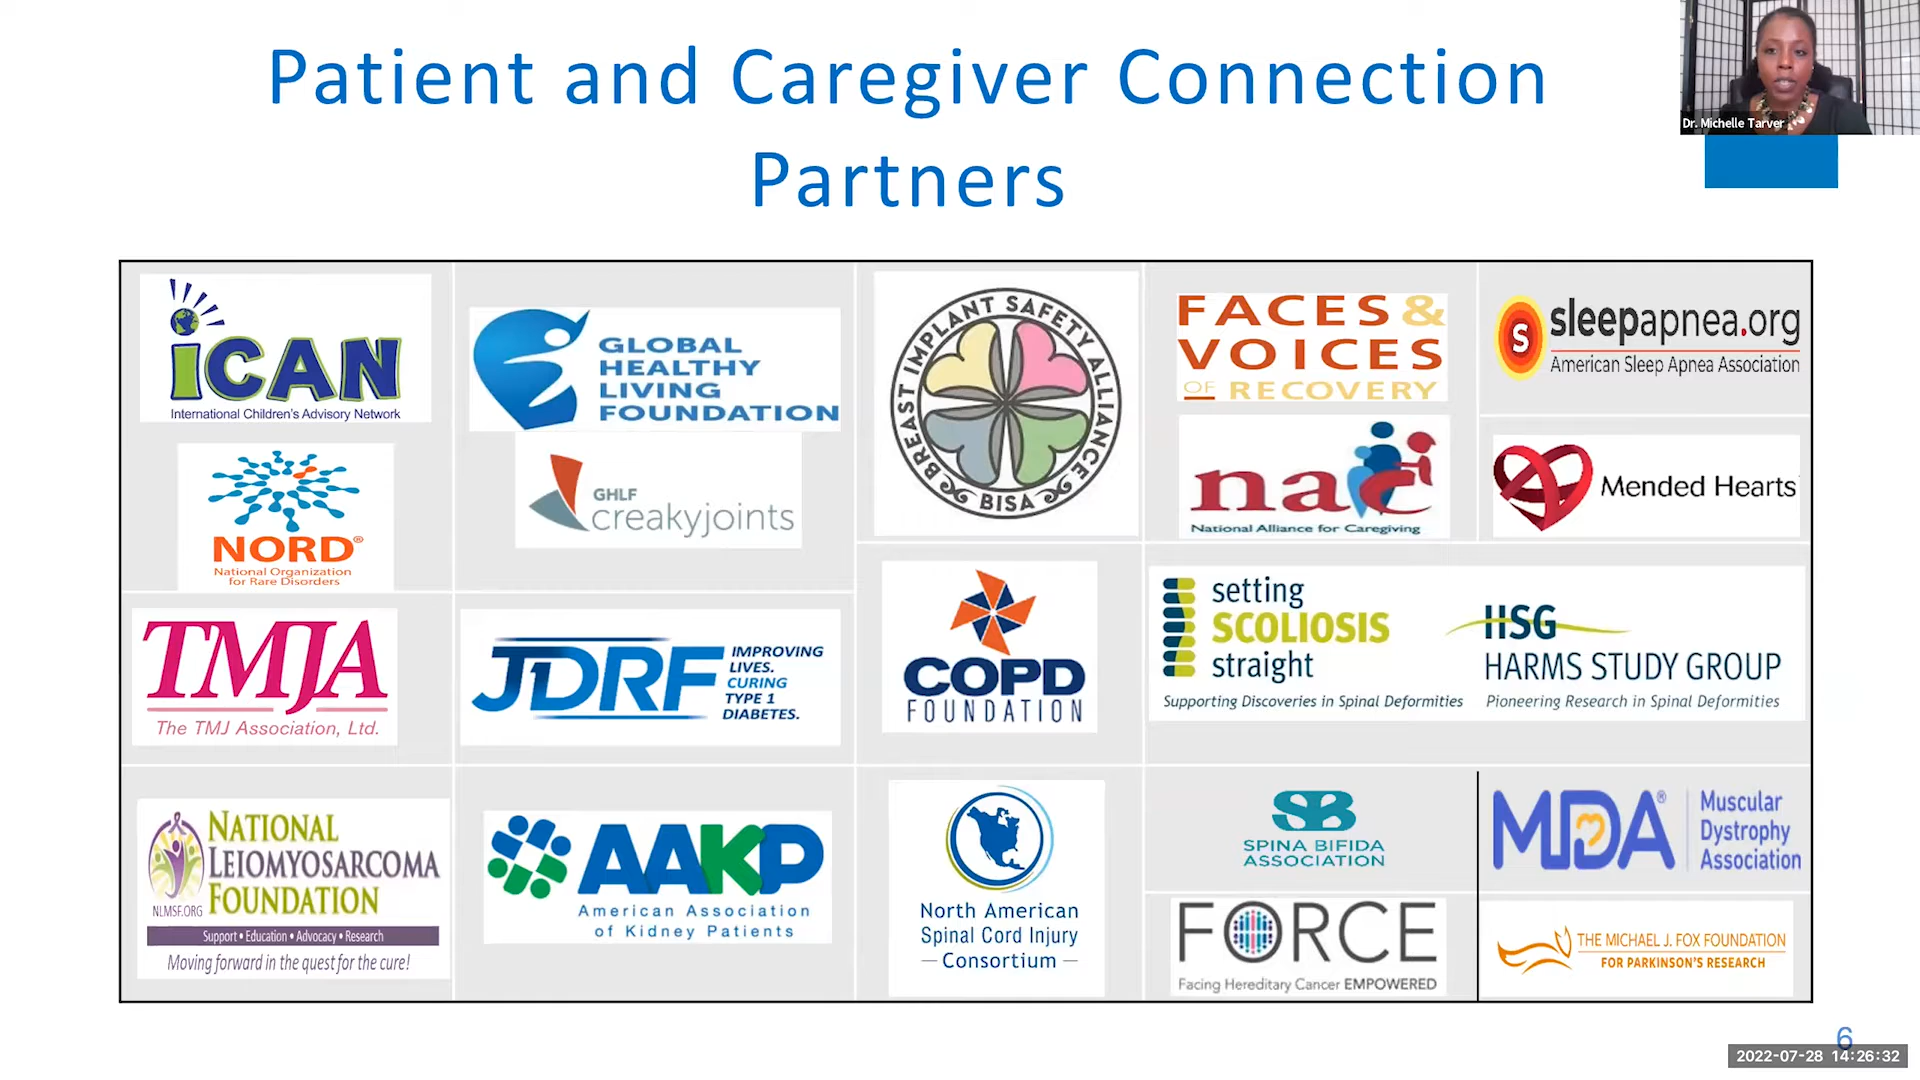 Patient and Caregiver Connection
Partners
Dr. Michelle Tarver
iCAN
International Children's Advisory Network
NORD®
National Organization
for Rare Disorders
GLOBAL
HEALTHY
LIVING
FOUNDATION
GHLF
creakyjoints
BREAST IMPLANT SAFETY ALLIANCE
BISA
FACES &
VOICES
OF RECOVERY
nac
National Alliance for Caregiving
S
sleepapnea.org
American Sleep Apnea Association
Mended Hearts
TMJA
The TMJ Association, Ltd.
JDRF
IMPROVING
LIVES.
CURING
TYPE 1
DIABETES.
COPD
FOUNDATION
setting
SCOLIOSIS
straight
Supporting Discoveries in Spinal Deformities
HSG
HARMS STUDY GROUP
Pioneering Research in Spinal Deformities
NATIONAL
LEIOMYOSARCOMA
FOUNDATION
NLMSF.ORG
Support • Education • Advocacy • Research
Moving forward in the quest for the cure!
AAKP
American Association
of Kidney Patients
North American
Spinal Cord Injury
— Consortium —
SB
SPINA BIFIDA
ASSOCIATION
FORCE
Facing Hereditary Cancer EMPOWERED
MDA®
Muscular
Dystrophy
Association
THE MICHAEL J. FOX FOUNDATION
FOR PARKINSON'S RESEARCH
6
2022-07-28 14:26:32